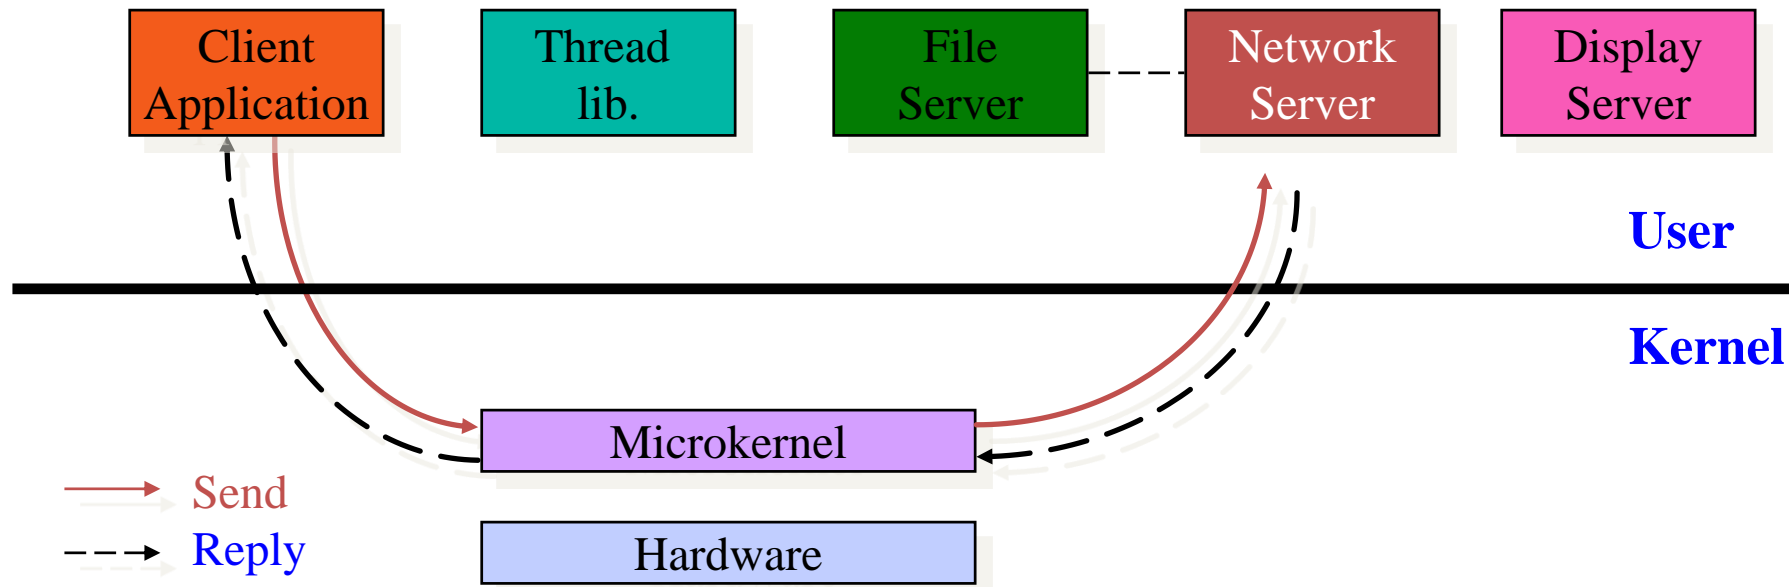 Client
Application
Thread
lib.
File
Server
Network
Server
Display
Server
User
Kernel
Microkernel
Send
Reply
Hardware